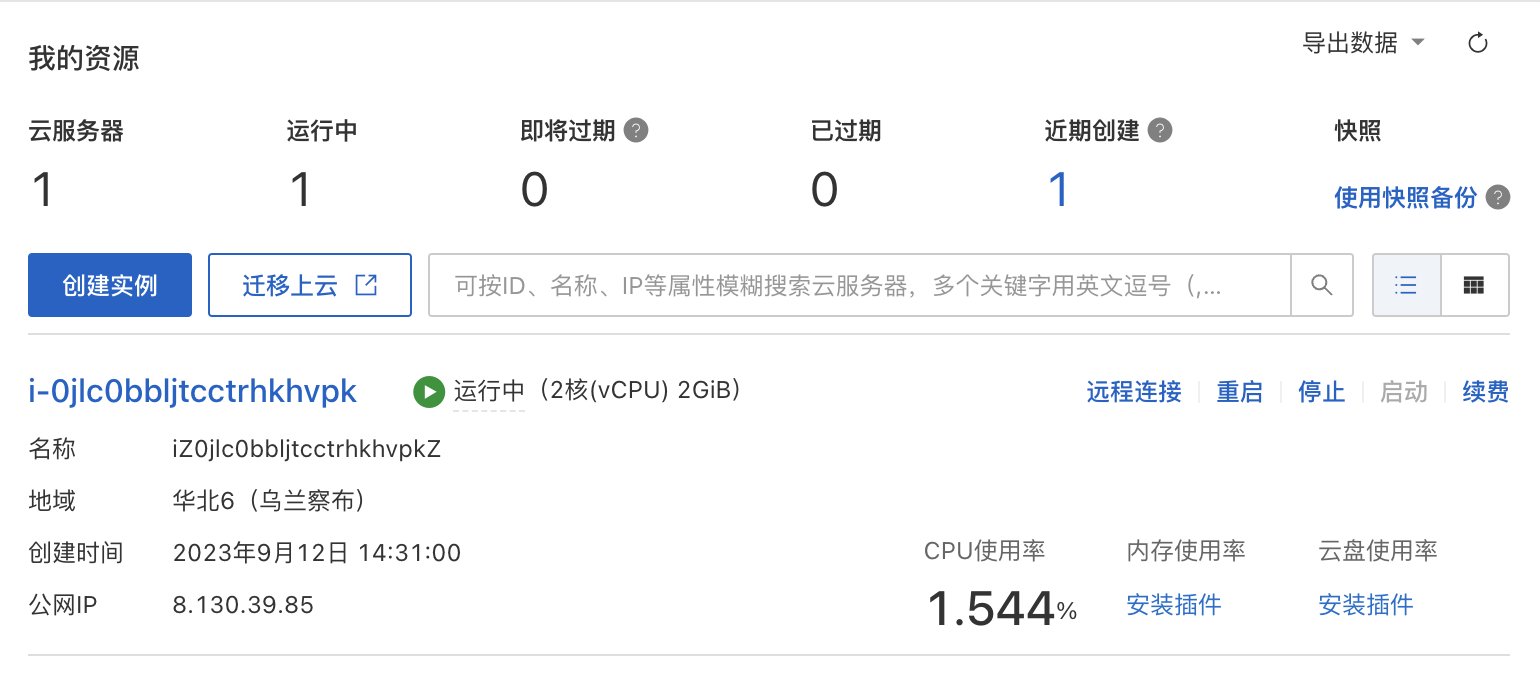 我的资源
导出数据
云服务器 运行中 即将过期 ? 已过期 近期创建 ? 快照
1 1 0 0 1 使用快照备份 ?
创建实例 迁移上云 可按ID、名称、IP等属性模糊搜索云服务器，多个关键字用英文逗号（,...
i-0jlc0bbljtcctrhkhvpk 运行中（2核(vCPU) 2GiB） 远程连接 重启 停止 启动 续费
名称 iZ0jlc0bbljtcctrhkhvpkZ
地域 华北6（乌兰察布）
创建时间 2023年9月12日 14:31:00 CPU使用率 内存使用率 云盘使用率
公网IP 8.130.39.85 1.544% 安装插件 安装插件